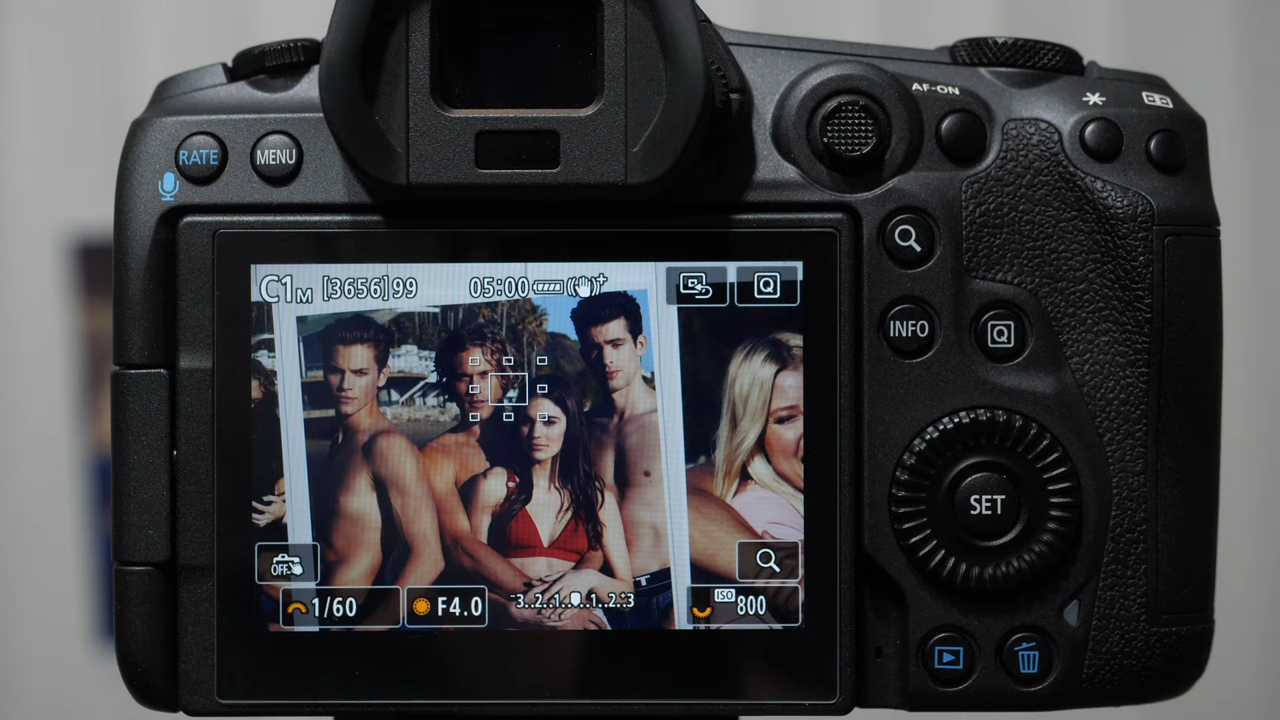 AF-ON
RATE
MENU
C1M [3656]99 05:00
Q
INFO
Q
SET
OFF
1/60 F4.0 -3..2..1..0..1..2..+3 ISO 800